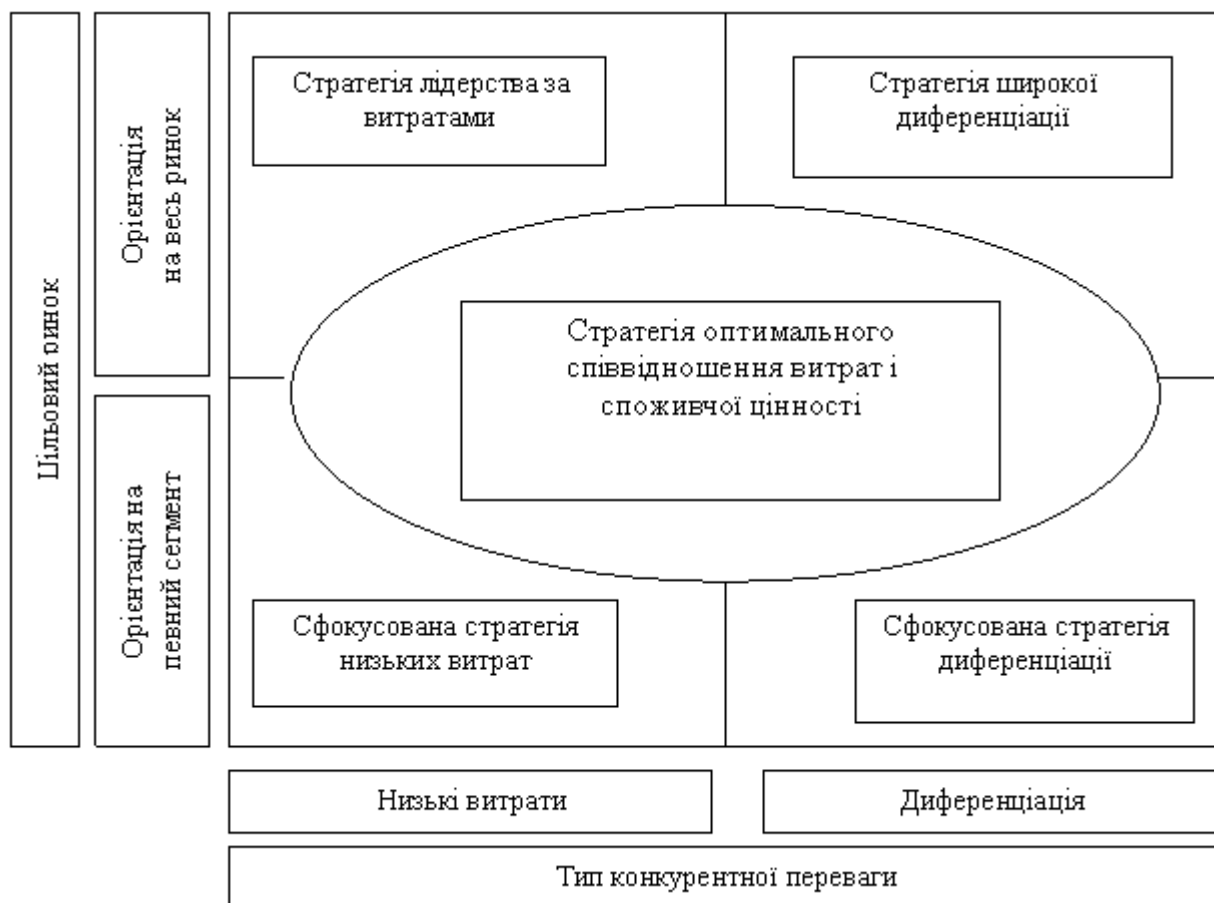 Цільовий ринок
Орієнтація
на весь ринок
Орієнтація на
певний сегмент
Стратегія лідерства за
витратами
Стратегія широкої
диференціації
Стратегія оптимального
співвідношення витрат і
споживчої цінності
Сфокусована стратегія
низьких витрат
Сфокусована стратегія
диференціації
Низькі витрати
Диференціація
Тип конкурентної переваги